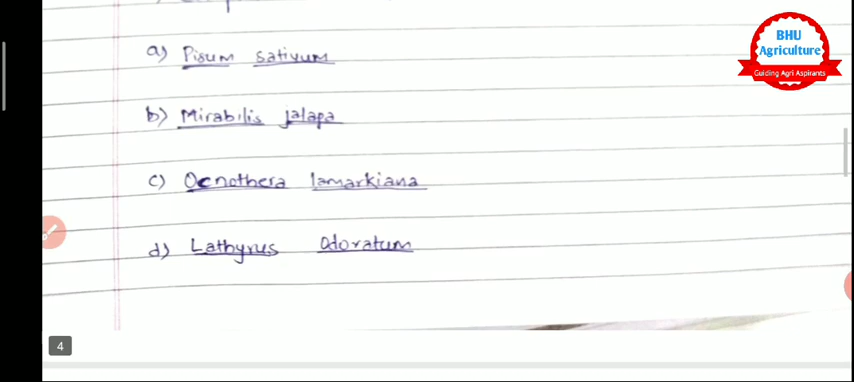 a) Pisum sativum
b) Mirabilis jalapa
c) Oenothera lamarkiana
d) Lathyrus odoratum
BHU
Agriculture
Guiding Agri Aspirants
4